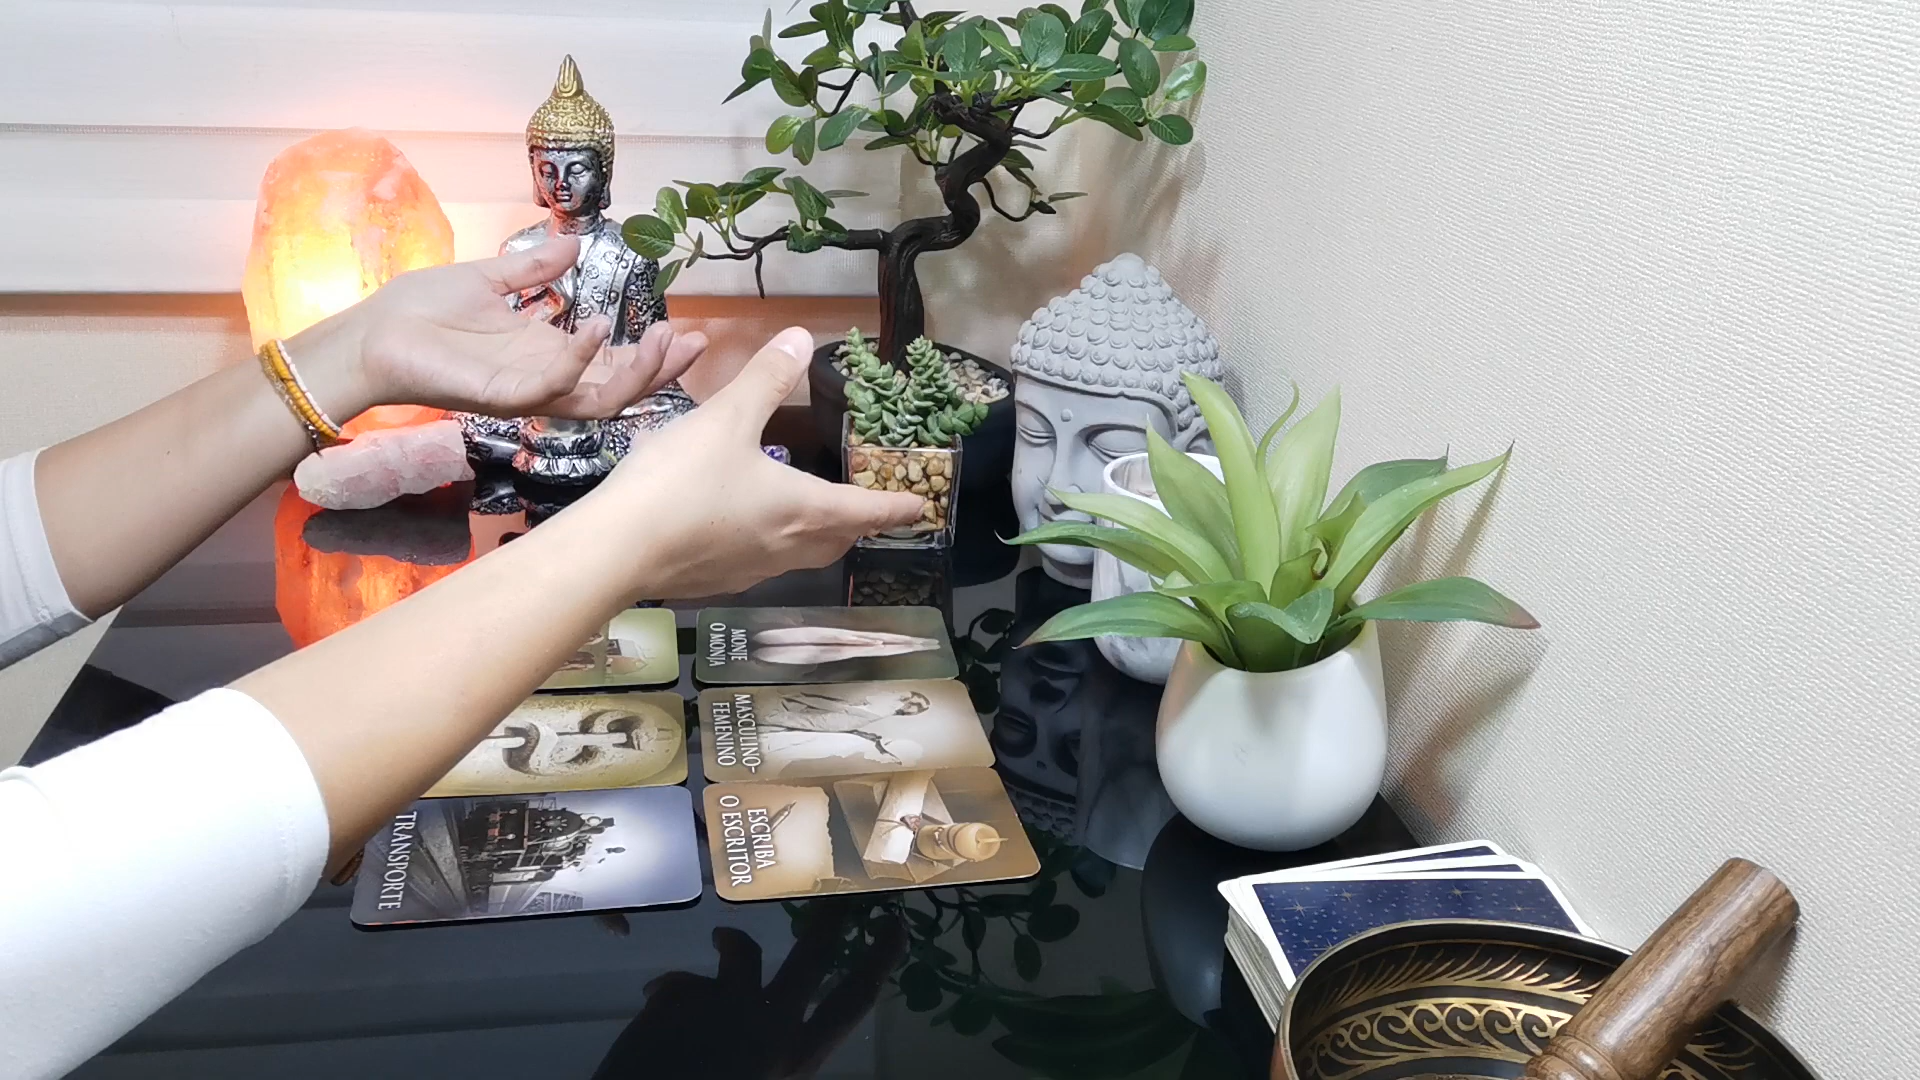 MONJE
O MONJA
MASCULINO-
FEMENINO
TRANSPORTE
ESCRIBA
O ESCRITOR